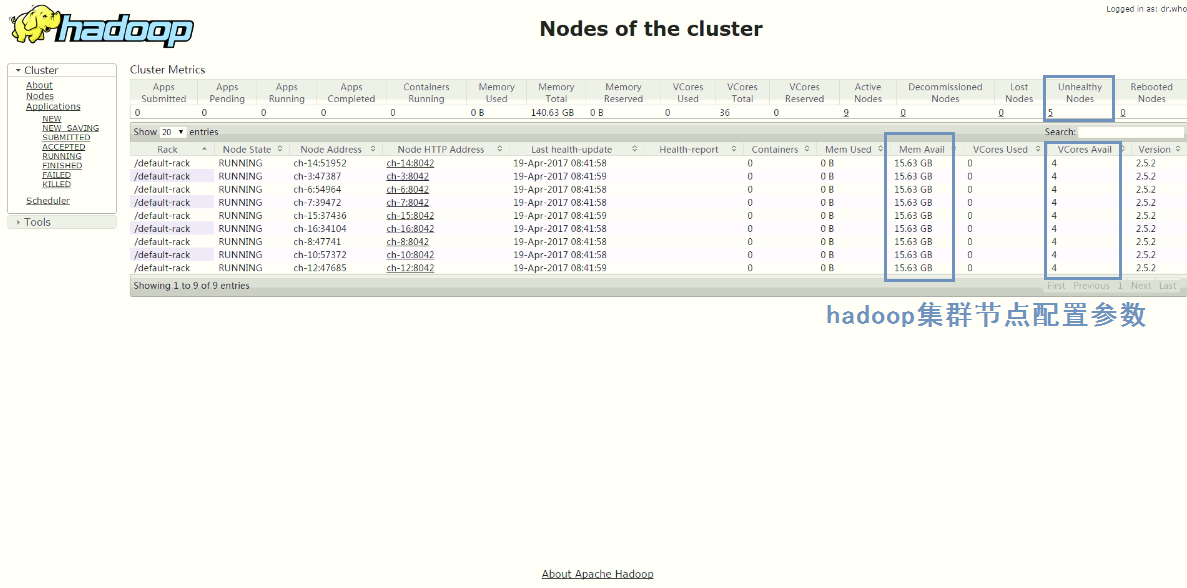 Logged in as: dr.who
hadoop
Nodes of the cluster
Cluster
About
Nodes
Applications
NEW
NEW_SAVING
SUBMITTED
ACCEPTED
RUNNING
FINISHED
FAILED
KILLED
Scheduler
Tools
Cluster Metrics
Apps Submitted Apps Pending Apps Running Apps Completed Containers Running Memory Used Memory Total Memory Reserved VCores Used VCores Total VCores Reserved Active Nodes Decommissioned Nodes Lost Nodes Unhealthy Nodes Rebooted Nodes
0 0 0 0 0 0 B 140.63 GB 0 B 0 36 0 9 0 0 5 0
Show 20 entries Search:
Rack Node State Node Address Node HTTP Address Last health-update Health-report Containers Mem Used Mem Avail VCores Used VCores Avail Version
/default-rack RUNNING ch-14:51952 ch-14:8042 19-Apr-2017 08:41:58 0 0 B 15.63 GB 0 4 2.5.2
/default-rack RUNNING ch-3:47387 ch-3:8042 19-Apr-2017 08:41:59 0 0 B 15.63 GB 0 4 2.5.2
/default-rack RUNNING ch-6:54964 ch-6:8042 19-Apr-2017 08:41:58 0 0 B 15.63 GB 0 4 2.5.2
/default-rack RUNNING ch-7:39472 ch-7:8042 19-Apr-2017 08:41:58 0 0 B 15.63 GB 0 4 2.5.2
/default-rack RUNNING ch-15:37436 ch-15:8042 19-Apr-2017 08:41:59 0 0 B 15.63 GB 0 4 2.5.2
/default-rack RUNNING ch-16:34104 ch-16:8042 19-Apr-2017 08:41:58 0 0 B 15.63 GB 0 4 2.5.2
/default-rack RUNNING ch-8:47741 ch-8:8042 19-Apr-2017 08:41:58 0 0 B 15.63 GB 0 4 2.5.2
/default-rack RUNNING ch-10:57372 ch-10:8042 19-Apr-2017 08:41:58 0 0 B 15.63 GB 0 4 2.5.2
/default-rack RUNNING ch-12:47685 ch-12:8042 19-Apr-2017 08:41:59 0 0 B 15.63 GB 0 4 2.5.2
Showing 1 to 9 of 9 entries First Previous 1 Next Last
hadoop集群节点配置参数
About Apache Hadoop